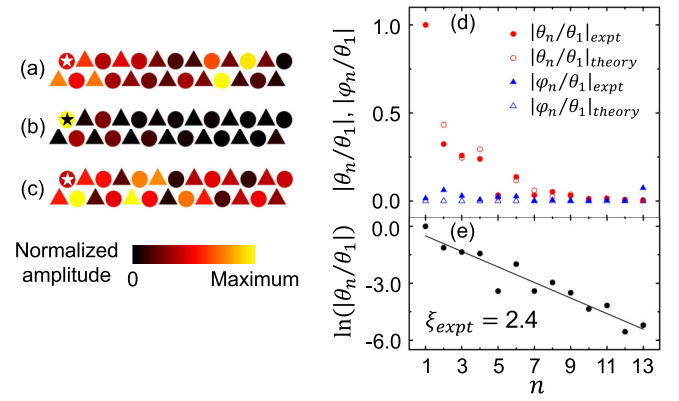 (a)
(b)
(c)
Normalized
amplitude
0
Maximum
(d)
|θₙ/θ₁|, |φₙ/θ₁|
1.0
0.5
0.0
|θₙ/θ₁|expt
|θₙ/θ₁|theory
|φₙ/θ₁|expt
|φₙ/θ₁|theory
(e)
ln(|θₙ/θ₁|)
0.0
-3.0
-6.0
ξexpt = 2.4
1 3 5 7 9 11 13
n